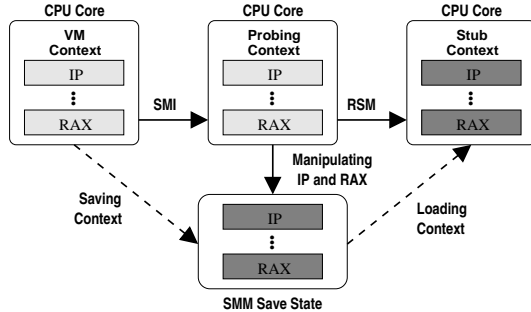 CPU Core
CPU Core
CPU Core
VM
Context
IP
RAX
SMI
Probing
Context
IP
RAX
RSM
Stub
Context
IP
RAX
Saving
Context
Manipulating
IP and RAX
Loading
Context
IP
RAX
SMM Save State